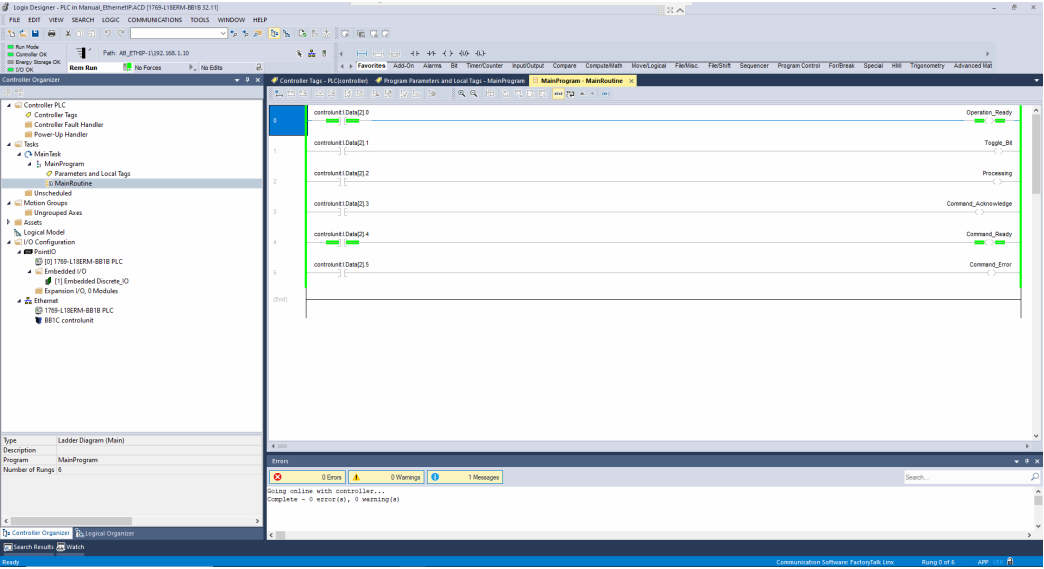 Logix Designer - PLC in Manual_EthernetIP.ACD [1769-L18ERM-BB1B 32.11]
FILE EDIT VIEW SEARCH LOGIC COMMUNICATIONS TOOLS WINDOW HELP
Run Mode
Controller OK
Energy Storage OK
I/O OK
Rem Run
No Forces
No Edits
Path: AB_ETHIP-1\192.168.1.10
Favorites Add-On Alarms Bit Timer/Counter Input/Output Compare Compute/Math Move/Logical File/Misc. File/Shift Sequencer Program Control For/Break Special HMI Trigonometry Advanced Mat
Controller Organizer
Controller PLC
Controller Tags
Controller Fault Handler
Power-Up Handler
Tasks
MainTask
MainProgram
Parameters and Local Tags
MainRoutine
Unscheduled
Motion Groups
Ungrouped Axes
Assets
Logical Model
I/O Configuration
PointIO
[0] 1769-L18ERM-BB1B PLC
Embedded I/O
[1] Embedded Discrete_IO
Expansion I/O, 0 Modules
Ethernet
1769-L18ERM-BB1B PLC
BB1C controlunit
Type Ladder Diagram (Main)
Description
Program MainProgram
Number of Rungs 6
Controller Organizer Logical Organizer
Controller Tags - PLC(controller) Program Parameters and Local Tags - MainProgram MainProgram - MainRoutine
0
controlunit:I.Data[2].0 Operation_Ready
1
controlunit:I.Data[2].1 Toggle_Bit
2
controlunit:I.Data[2].2 Processing
3
controlunit:I.Data[2].3 Command_Acknowledge
4
controlunit:I.Data[2].4 Command_Ready
5
controlunit:I.Data[2].5 Command_Error
(End)
Errors
0 Errors 0 Warnings 1 Messages
Search...
Going online with controller...
Complete - 0 error(s), 0 warning(s)
Search Results Watch
Ready
Communication Software: FactoryTalk Linx Rung 0 of 6 APP VER